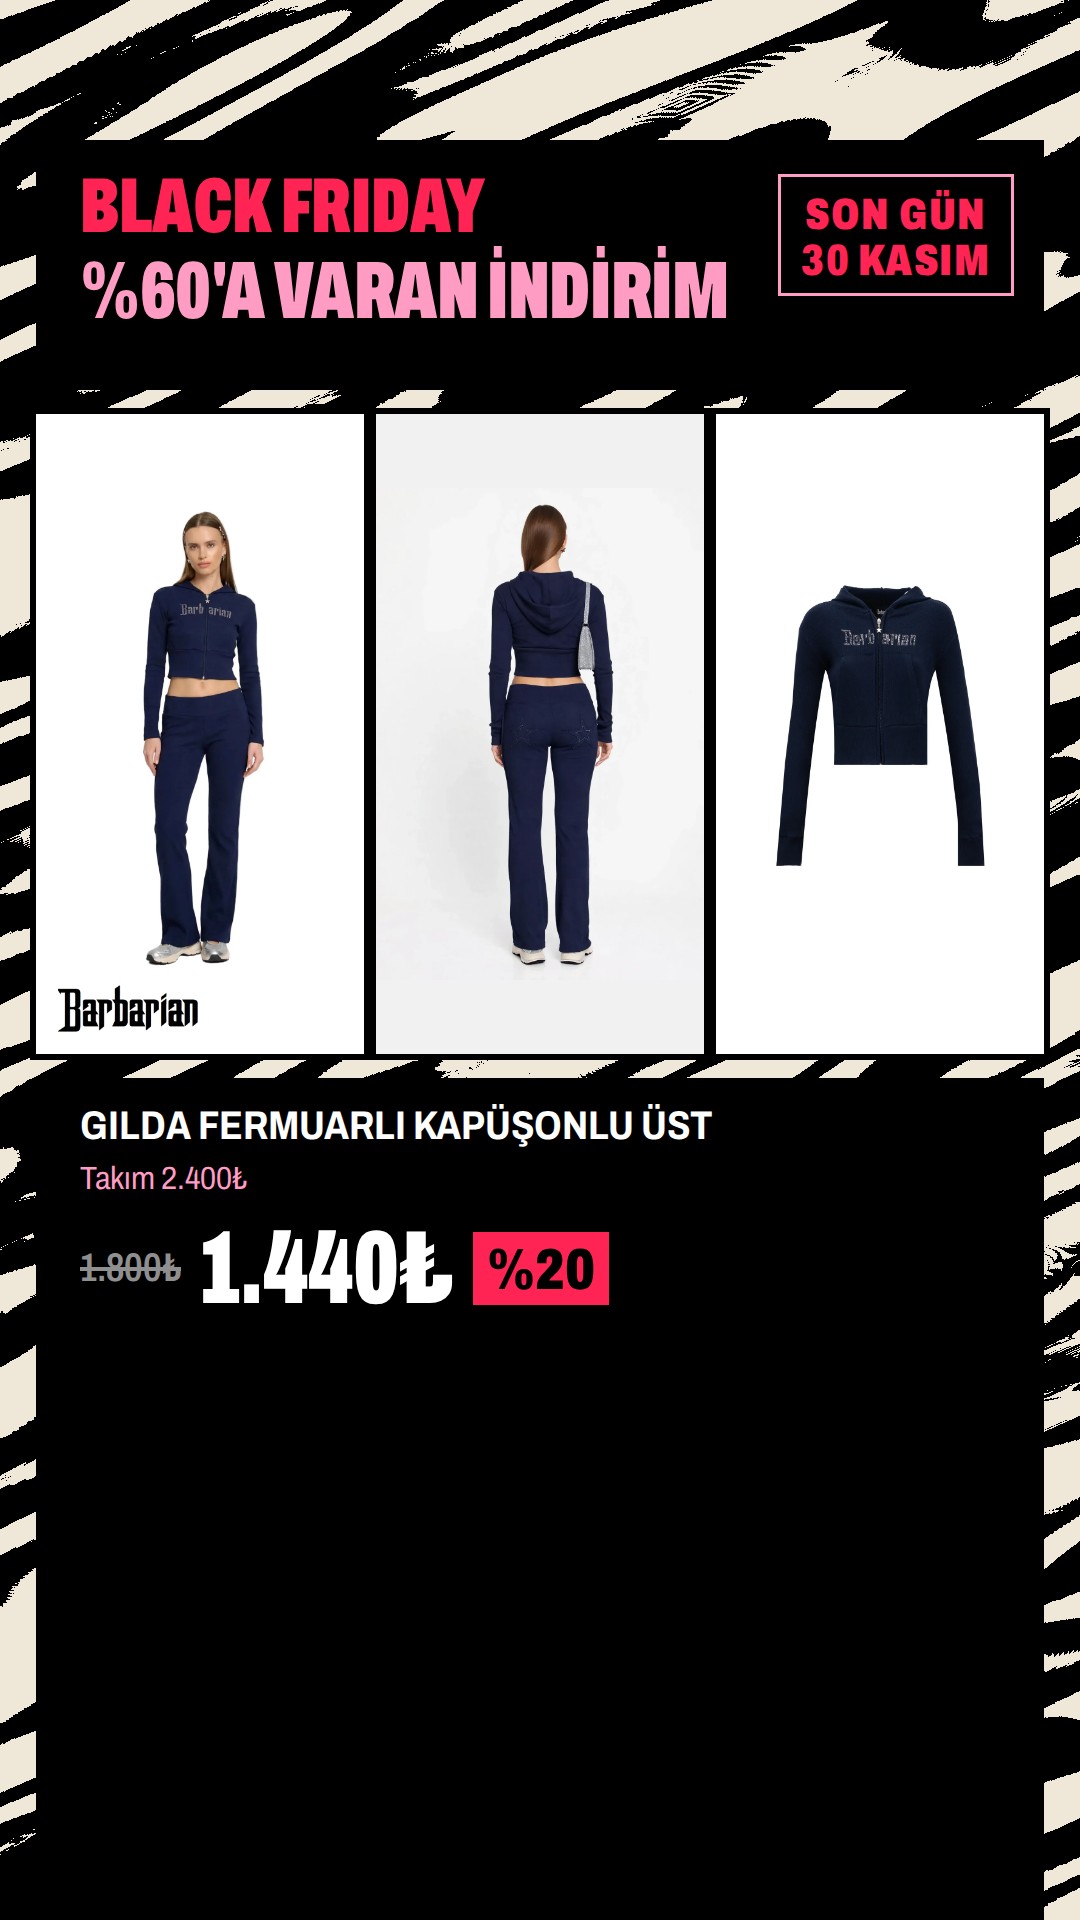 BLACK FRIDAY
%60'A VARAN İNDİRİM
SON GÜN
30 KASIM
Barbarian
Barbarian
Barbarian
GILDA FERMUARLI KAPÜŞONLU ÜST
Takım 2.400₺
1.800₺ 1.440₺ %20